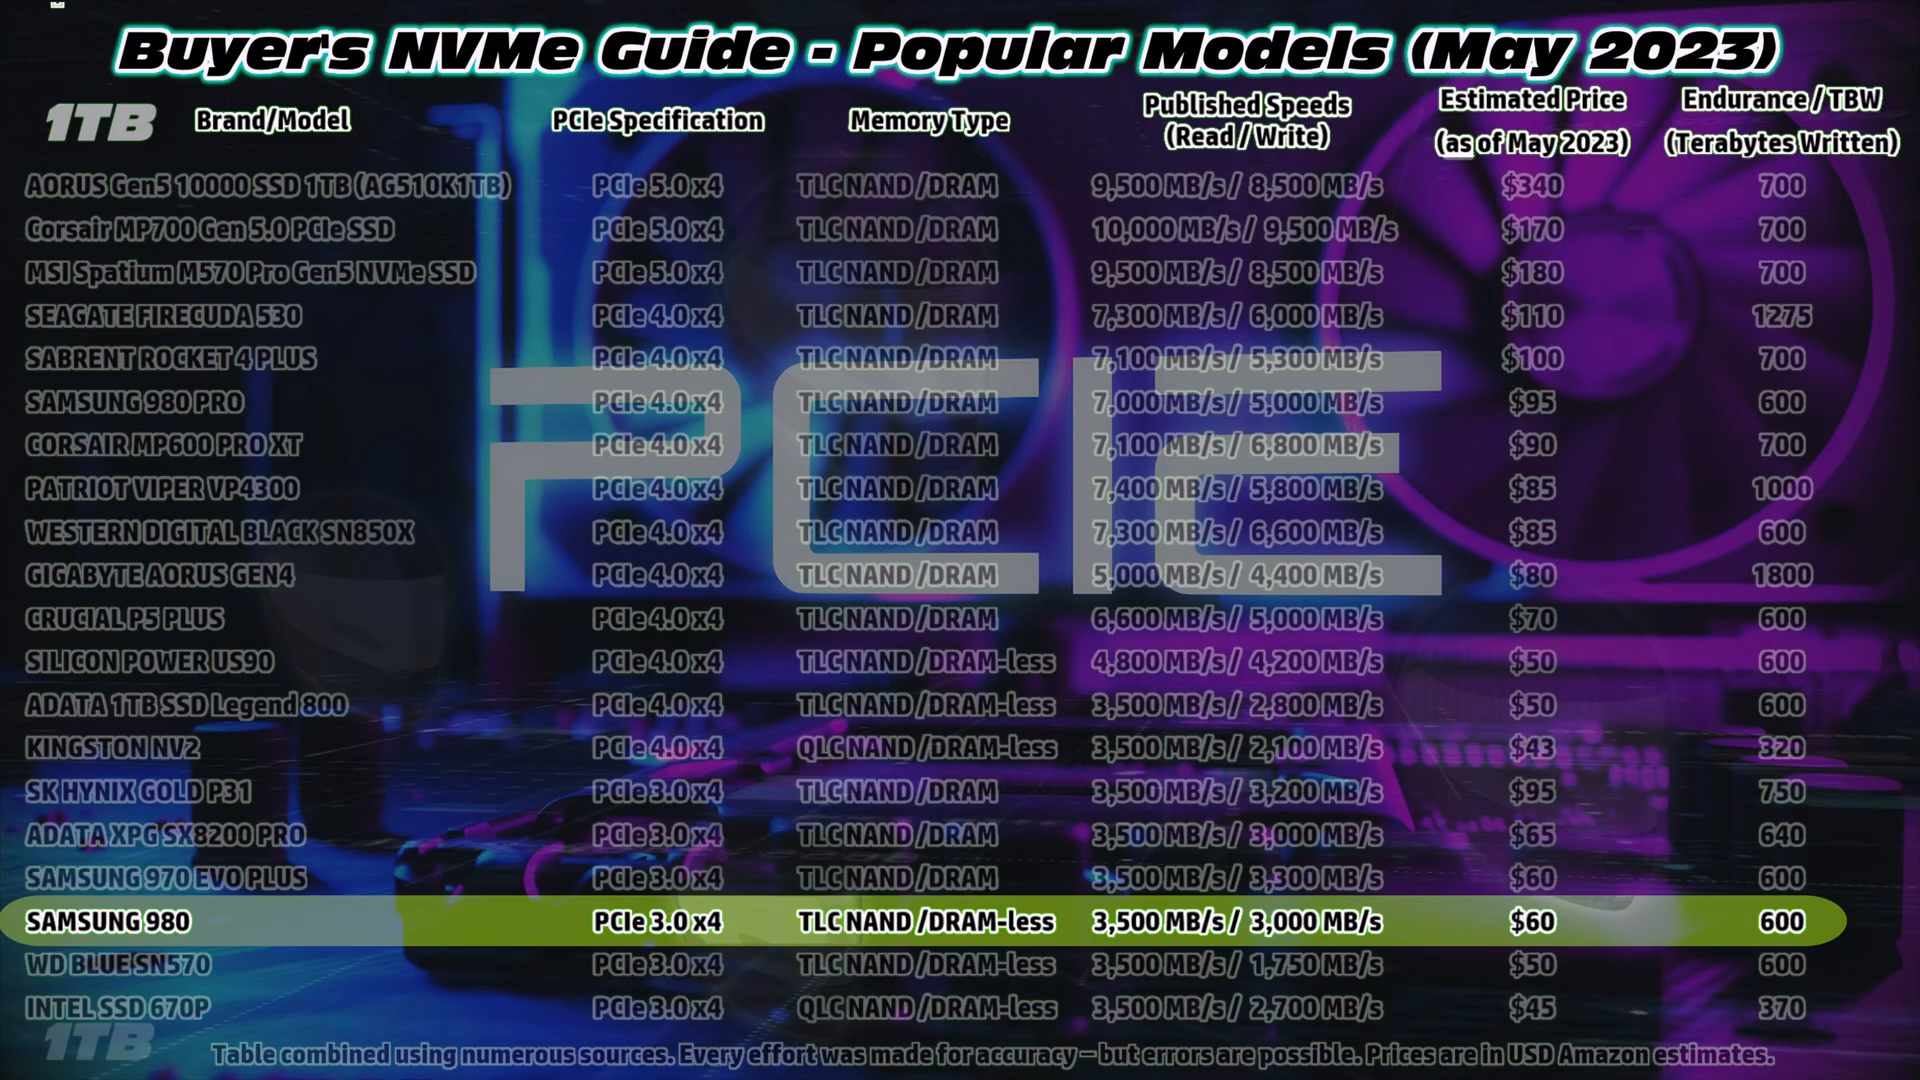 Buyer's NVMe Guide - Popular Models (May 2023)
1TB Brand/Model PCIe Specification Memory Type Published Speeds (Read / Write) Estimated Price (as of May 2023) Endurance / TBW (Terabytes Written)
AORUS Gen5 10000 SSD 1TB (AG510K1TB) PCIe 5.0 x4 TLC NAND /DRAM 9,500 MB/s / 8,500 MB/s $340 700
Corsair MP700 Gen 5.0 PCIe SSD PCIe 5.0 x4 TLC NAND /DRAM 10,000 MB/s / 9,500 MB/s $170 700
MSI Spatium M570 Pro Gen5 NVMe SSD PCIe 5.0 x4 TLC NAND /DRAM 9,500 MB/s / 8,500 MB/s $180 700
SEAGATE FIRECUDA 530 PCIe 4.0 x4 TLC NAND /DRAM 7,300 MB/s / 6,000 MB/s $110 1275
SABRENT ROCKET 4 PLUS PCIe 4.0 x4 TLC NAND /DRAM 7,100 MB/s / 5,300 MB/s $100 700
SAMSUNG 980 PRO PCIe 4.0 x4 TLC NAND /DRAM 7,000 MB/s / 5,000 MB/s $95 600
CORSAIR MP600 PRO XT PCIe 4.0 x4 TLC NAND /DRAM 7,100 MB/s / 6,800 MB/s $90 700
PATRIOT VIPER VP4300 PCIe 4.0 x4 TLC NAND /DRAM 7,400 MB/s / 5,800 MB/s $85 1000
WESTERN DIGITAL BLACK SN850X PCIe 4.0 x4 TLC NAND /DRAM 7,300 MB/s / 6,600 MB/s $85 600
GIGABYTE AORUS GEN4 PCIe 4.0 x4 TLC NAND /DRAM 5,000 MB/s / 4,400 MB/s $80 1800
CRUCIAL P5 PLUS PCIe 4.0 x4 TLC NAND /DRAM 6,600 MB/s / 5,000 MB/s $70 600
SILICON POWER US90 PCIe 4.0 x4 TLC NAND /DRAM-less 4,800 MB/s / 4,200 MB/s $50 600
ADATA 1TB SSD Legend 800 PCIe 4.0 x4 TLC NAND /DRAM-less 3,500 MB/s / 2,800 MB/s $50 600
KINGSTON NV2 PCIe 4.0 x4 QLC NAND /DRAM-less 3,500 MB/s / 2,100 MB/s $43 320
SK HYNIX GOLD P31 PCIe 3.0 x4 TLC NAND /DRAM 3,500 MB/s / 3,200 MB/s $95 750
ADATA XPG SX8200 PRO PCIe 3.0 x4 TLC NAND /DRAM 3,500 MB/s / 3,000 MB/s $65 640
SAMSUNG 970 EVO PLUS PCIe 3.0 x4 TLC NAND /DRAM 3,500 MB/s / 3,300 MB/s $60 600
SAMSUNG 980 PCIe 3.0 x4 TLC NAND /DRAM-less 3,500 MB/s / 3,000 MB/s $60 600
WD BLUE SN570 PCIe 3.0 x4 TLC NAND /DRAM-less 3,500 MB/s / 1,750 MB/s $50 600
INTEL SSD 670P PCIe 3.0 x4 QLC NAND /DRAM-less 3,500 MB/s / 2,700 MB/s $45 370
PCIE
1TB
Table combined using numerous sources. Every effort was made for accuracy – but errors are possible. Prices are in USD Amazon estimates.